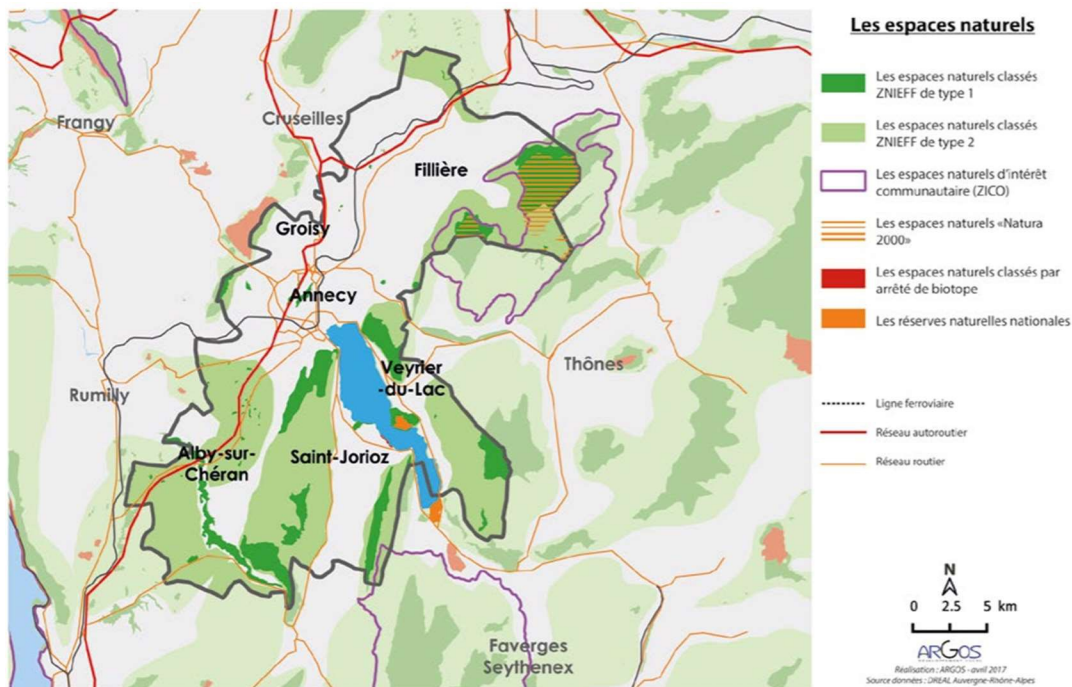 Les espaces naturels
Les espaces naturels classés
ZNIEFF de type 1
Les espaces naturels classés
ZNIEFF de type 2
Les espaces naturels d'intérêt
communautaire (ZICO)
Les espaces naturels «Natura
2000»
Les espaces naturels classés par
arrêté de biotope
Les réserves naturelles nationales
Ligne ferroviaire
Réseau autoroutier
Réseau routier
Frangy
Cruseilles
Fillière
Groisy
Annecy
Veyrier
-du-Lac
Thônes
Rumilly
Alby-sur-
Chéran
Saint-Jorioz
Faverges
Seythenex
N
0 2.5 5 km
ARGOS
Réalisation : ARGOS - avril 2017
Source données : DREAL Auvergne-Rhône-Alpes